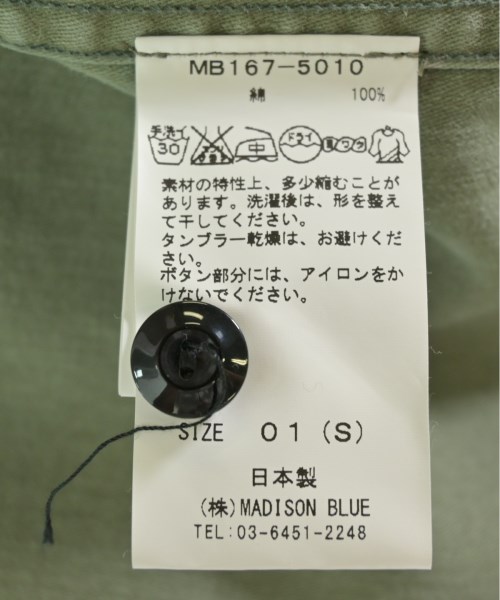 MB167-5010
綿 100%
手洗イ 30 中 ドライ ヨワク
素材の特性上、多少縮むことが
あります。洗濯後は、形を整え
て干してください。
タンブラー乾燥は、お避けくだ
さい。
ボタン部分には、アイロンをか
けないでください。
SIZE 01(S)
日本製
(株)MADISON BLUE
TEL:03-6451-2248